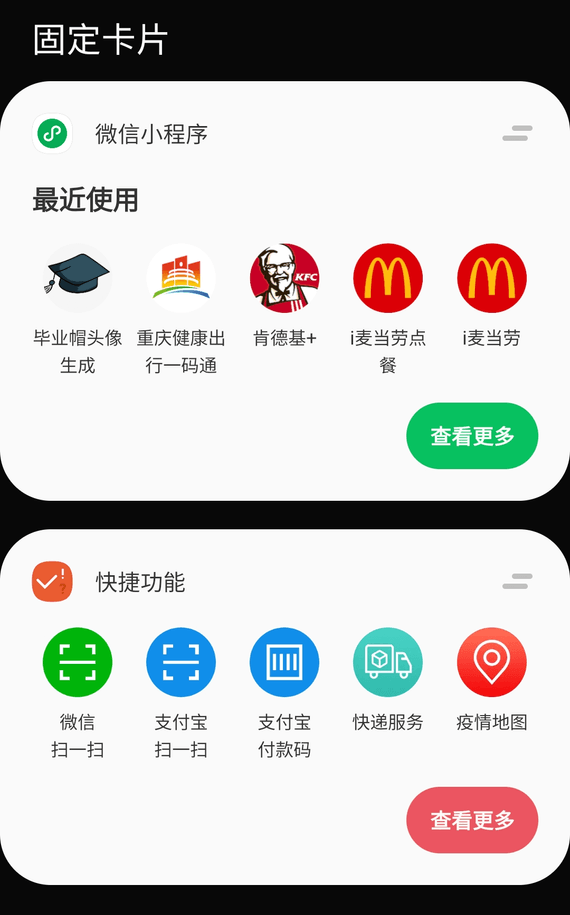 固定卡片
微信小程序
最近使用
KFC
毕业帽头像 重庆健康出 肯德基+ i麦当劳点 i麦当劳
生成 行一码通 餐
查看更多
快捷功能
微信 支付宝 支付宝 快递服务 疫情地图
扫一扫 扫一扫 付款码
查看更多